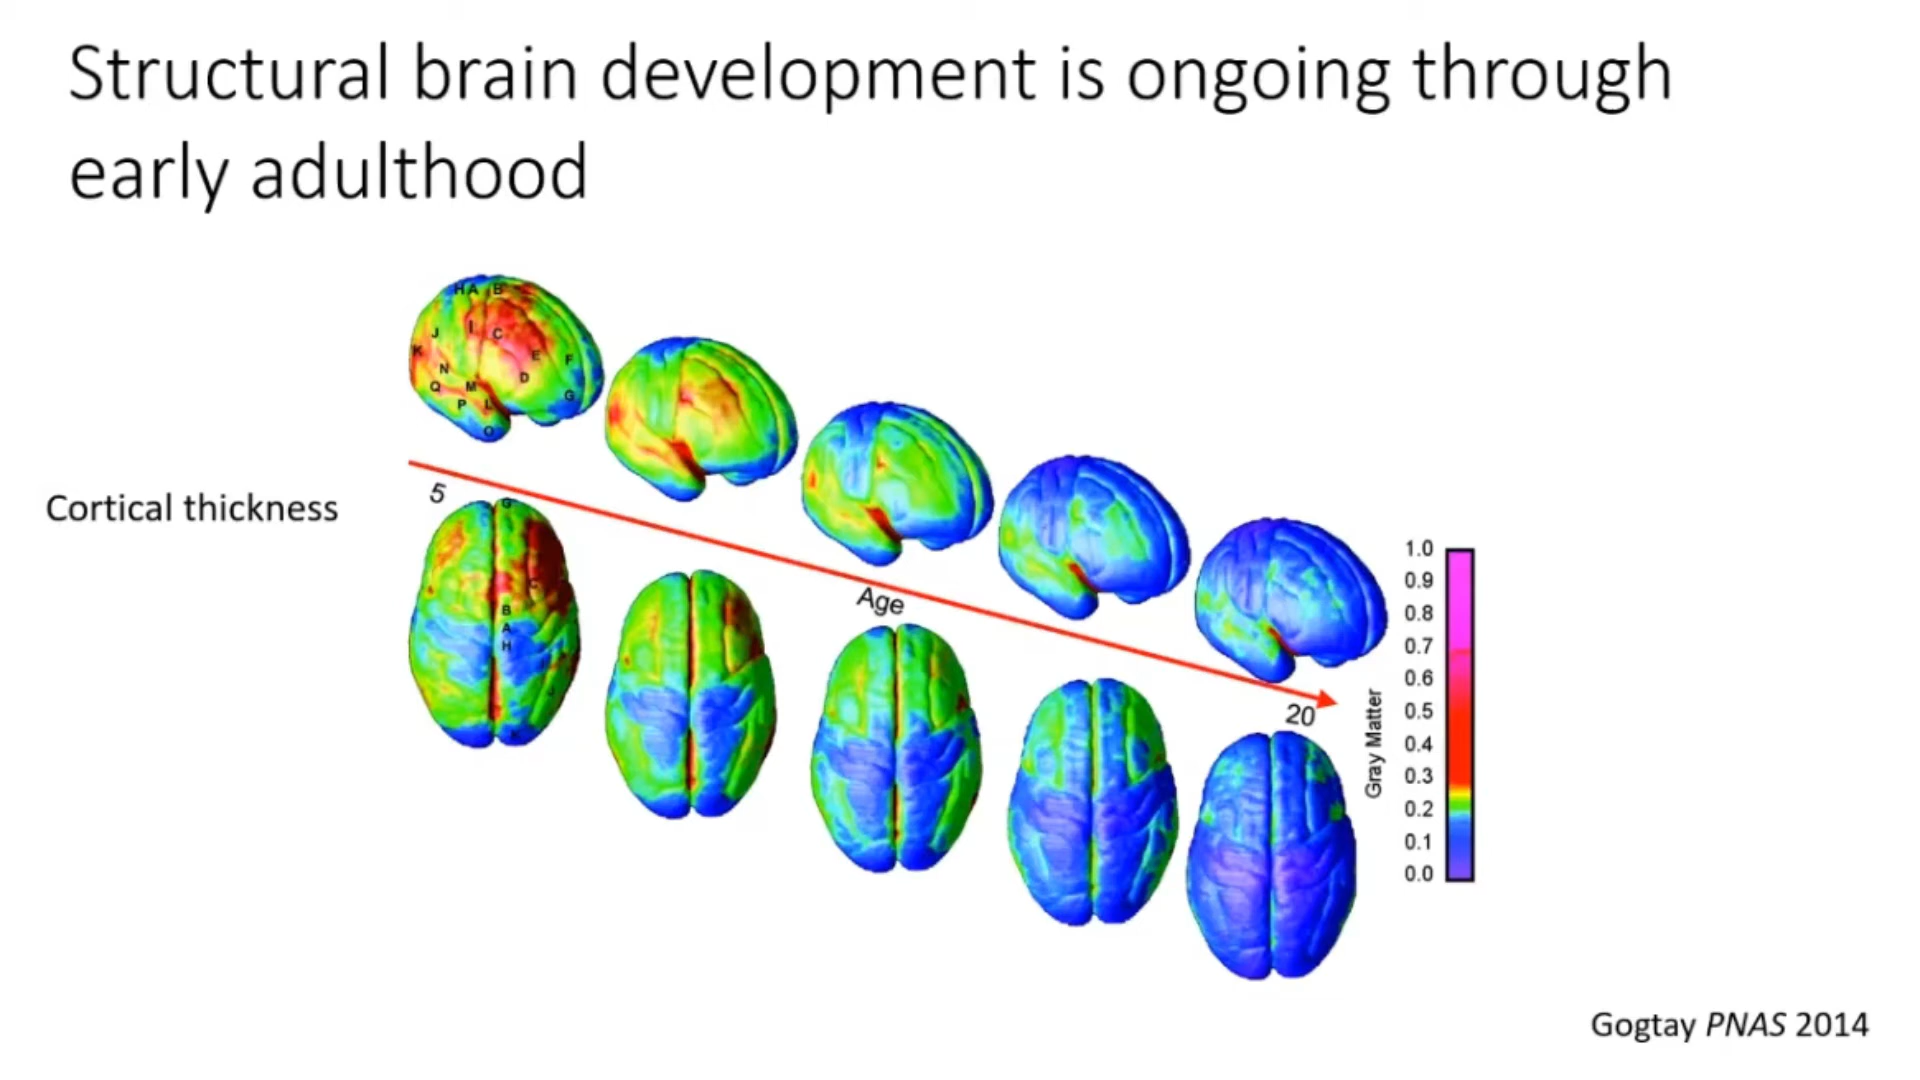 Structural brain development is ongoing through
early adulthood
H A B
J I C
K E F
N D
Q M G
P L
O
Cortical thickness
5
G
C
B
A
H
J
K
Age
20
Gray Matter
1.0
0.9
0.8
0.7
0.6
0.5
0.4
0.3
0.2
0.1
0.0
Gogtay PNAS 2014